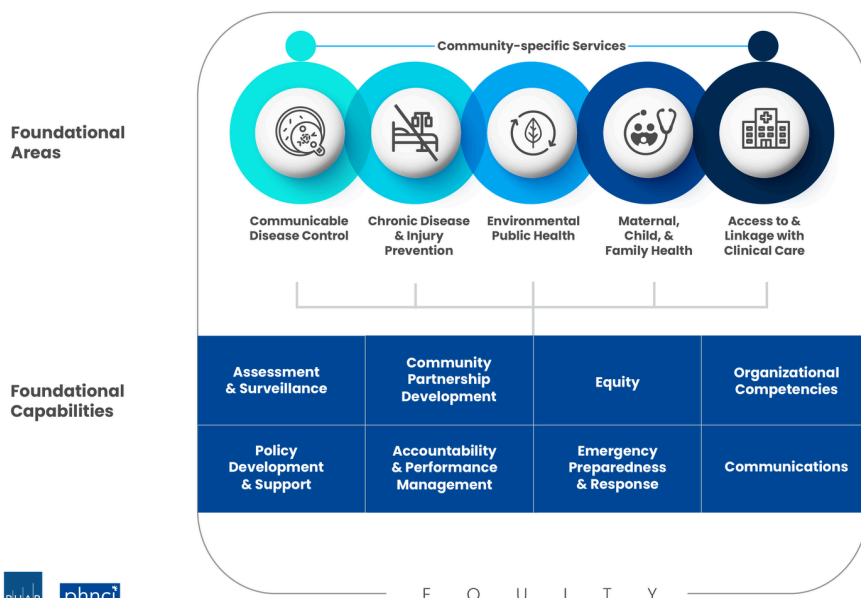 Community-specific Services
Foundational
Areas
Communicable
Disease Control
Chronic Disease
& Injury
Prevention
Environmental
Public Health
Maternal,
Child, &
Family Health
Access to &
Linkage with
Clinical Care
Foundational
Capabilities
Assessment
& Surveillance
Community
Partnership
Development
Equity
Organizational
Competencies
Policy
Development
& Support
Accountability
& Performance
Management
Emergency
Preparedness
& Response
Communications
phnci
E Q U I T Y